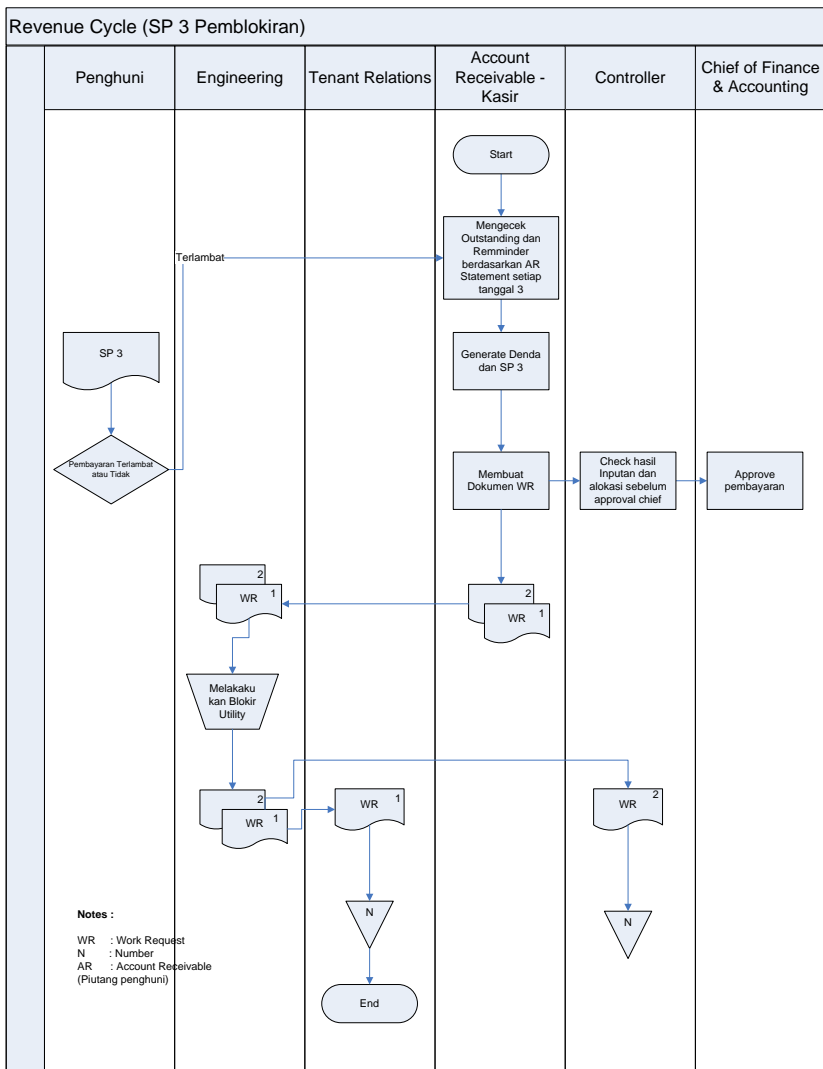 Revenue Cycle (SP 3 Pemblokiran)
Penghuni
Engineering
Tenant Relations
Account
Receivable -
Kasir
Controller
Chief of Finance
& Accounting
Start
Mengecek
Outstanding dan
Remminder
berdasarkan AR
Statement setiap
tanggal 3
Terlambat
SP 3
Generate Denda
dan SP 3
Pembayaran Terlambat
atau Tidak
Membuat
Dokumen WR
Check hasil
Inputan dan
alokasi sebelum
approval chief
Approve
pembayaran
2
WR 1
2
WR 1
Melakaku
kan Blokir
Utility
2
WR 1
WR 1
WR 2
N
N
End
Notes :
WR : Work Request
N : Number
AR : Account Receivable
(Piutang penghuni)